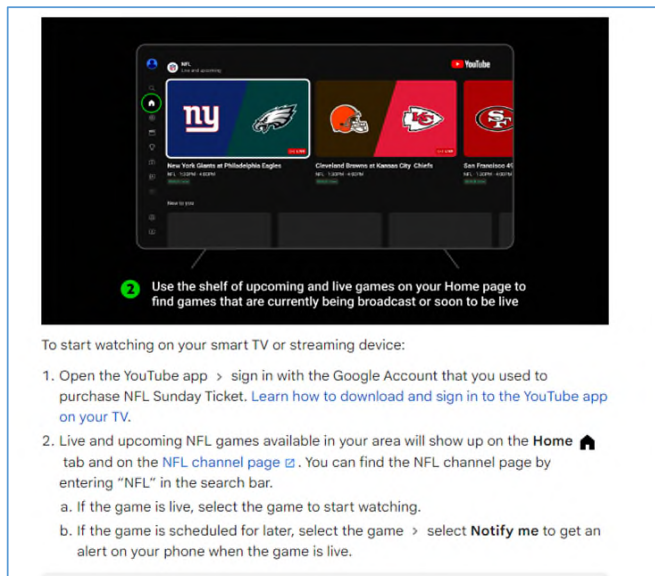 NFL
Live and upcoming
YouTube
ny
SF
New York Giants at Philadelphia Eagles
Cleveland Browns at Kansas City Chiefs
San Fransisco 49
New to you
2 Use the shelf of upcoming and live games on your Home page to
find games that are currently being broadcast or soon to be live
To start watching on your smart TV or streaming device:
1. Open the YouTube app > sign in with the Google Account that you used to
purchase NFL Sunday Ticket. Learn how to download and sign in to the YouTube app
on your TV.
2. Live and upcoming NFL games available in your area will show up on the Home
tab and on the NFL channel page. You can find the NFL channel page by
entering “NFL” in the search bar.
a. If the game is live, select the game to start watching.
b. If the game is scheduled for later, select the game > select Notify me to get an
alert on your phone when the game is live.